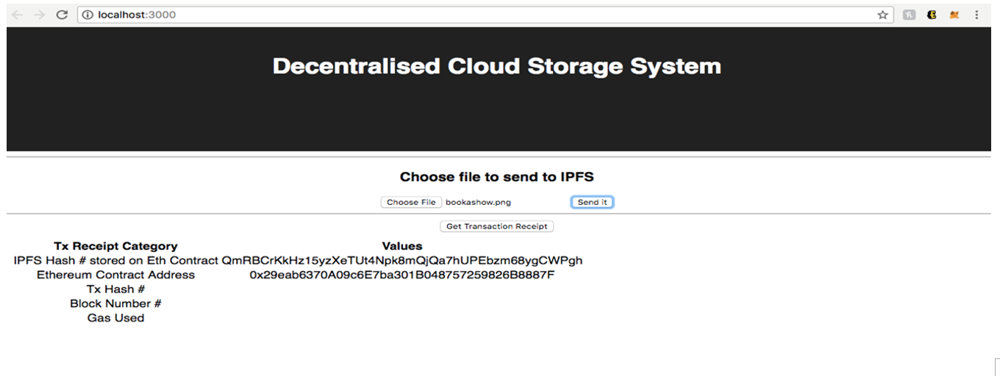 localhost:3000
Decentralised Cloud Storage System
Choose file to send to IPFS
Choose File bookashow.png Send it
Get Transaction Receipt
Tx Receipt Category Values
IPFS Hash # stored on Eth Contract QmRBCrKkHz15yzXeTUt4Npk8mQjQa7hUPEbzm68ygCWPgh
Ethereum Contract Address 0x29eab6370A09c6E7ba301B048757259826B8887F
Tx Hash #
Block Number #
Gas Used